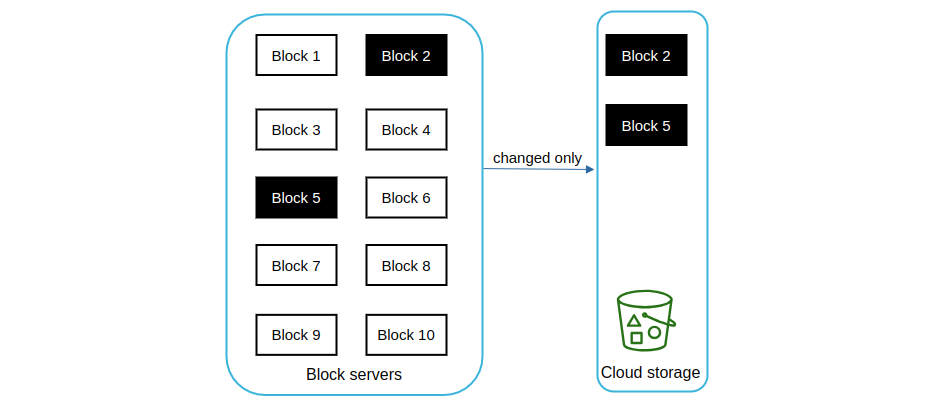 Block 1
Block 2
Block 3
Block 4
Block 5
Block 6
Block 7
Block 8
Block 9
Block 10
Block servers
changed only
Block 2
Block 5
Cloud storage